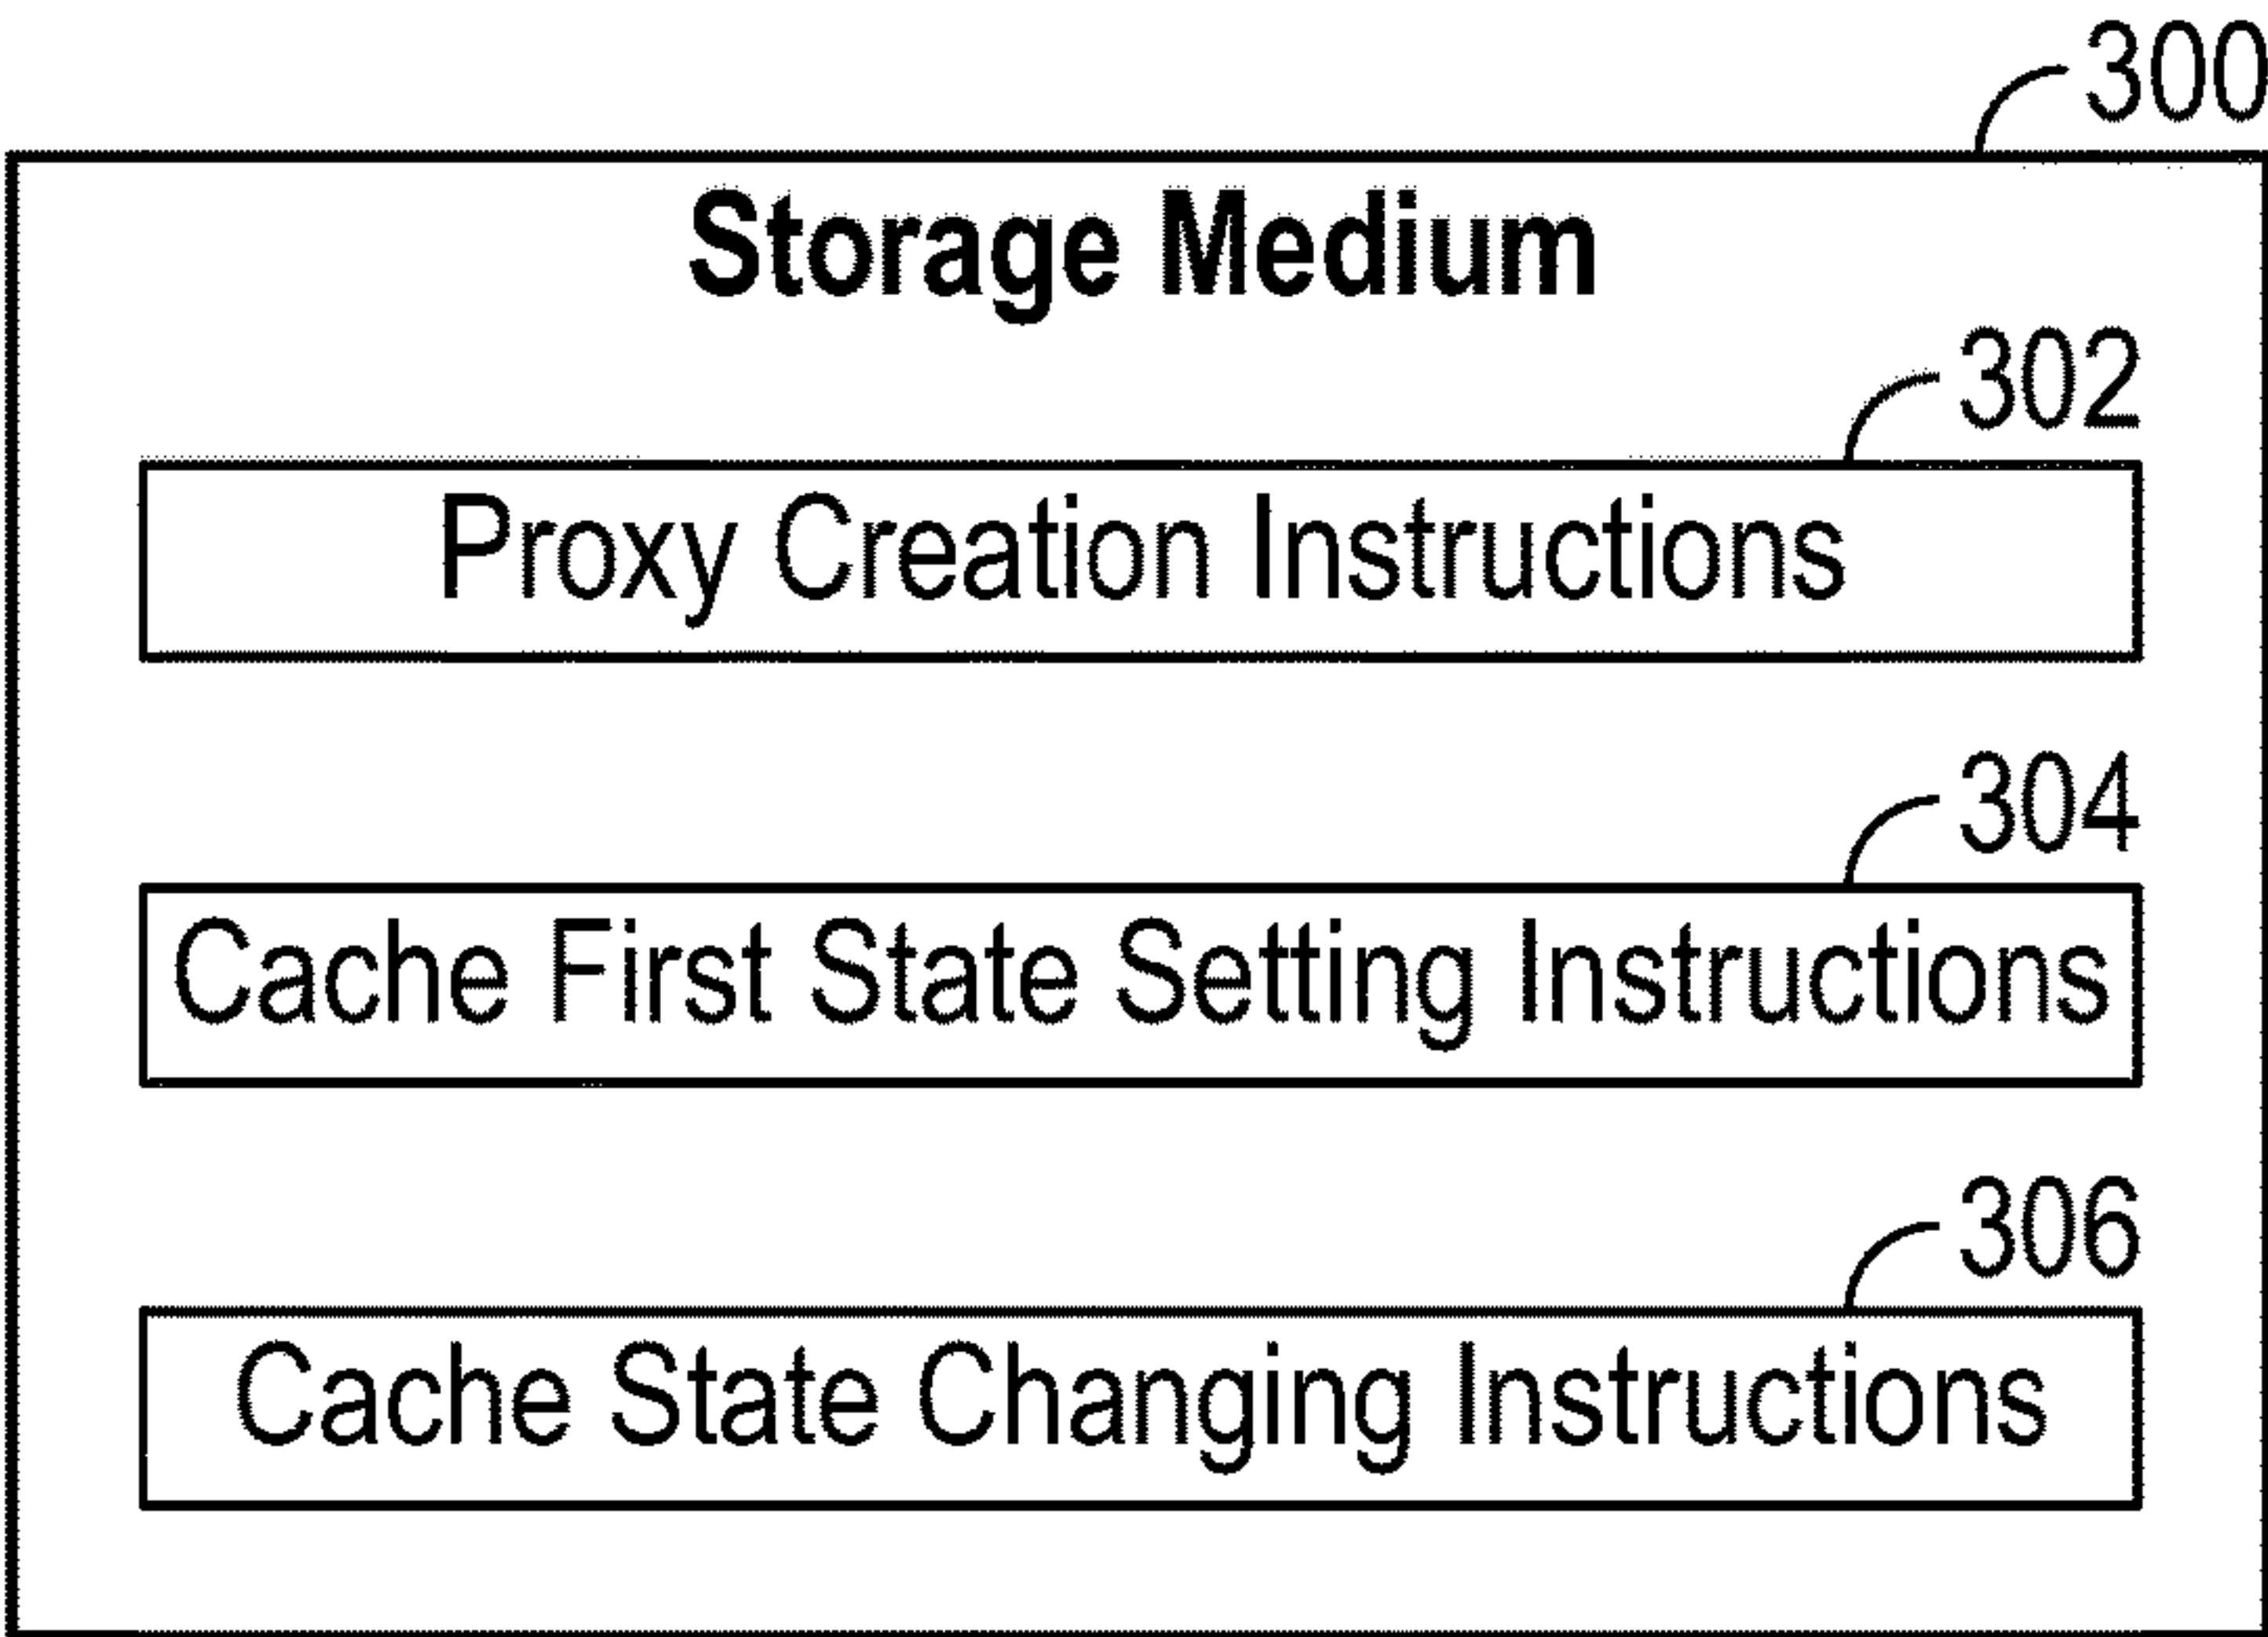 300
Storage Medium
302
Proxy Creation Instructions
304
Cache First State Setting Instructions
306
Cache State Changing Instructions